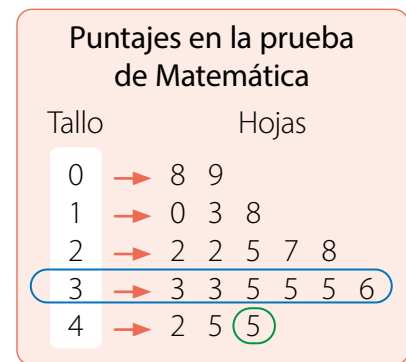 Puntajes en la prueba
de Matemática
Tallo Hojas
0 → 8 9
1 → 0 3 8
2 → 2 2 5 7 8
3 → 3 3 5 5 5 6
4 → 2 5 5